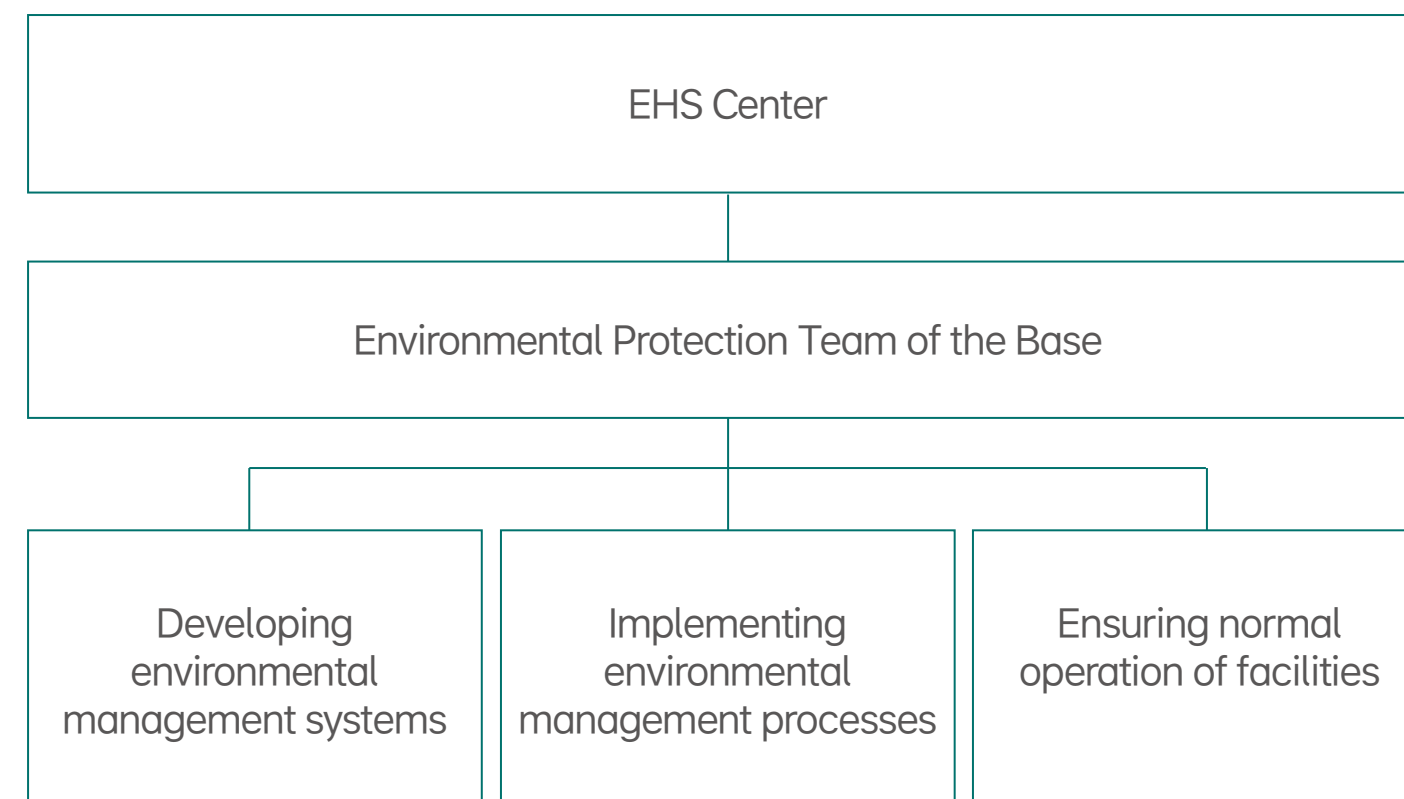 EHS Center
Environmental Protection Team of the Base
Developing
environmental
management systems
Implementing
environmental
management processes
Ensuring normal
operation of facilities